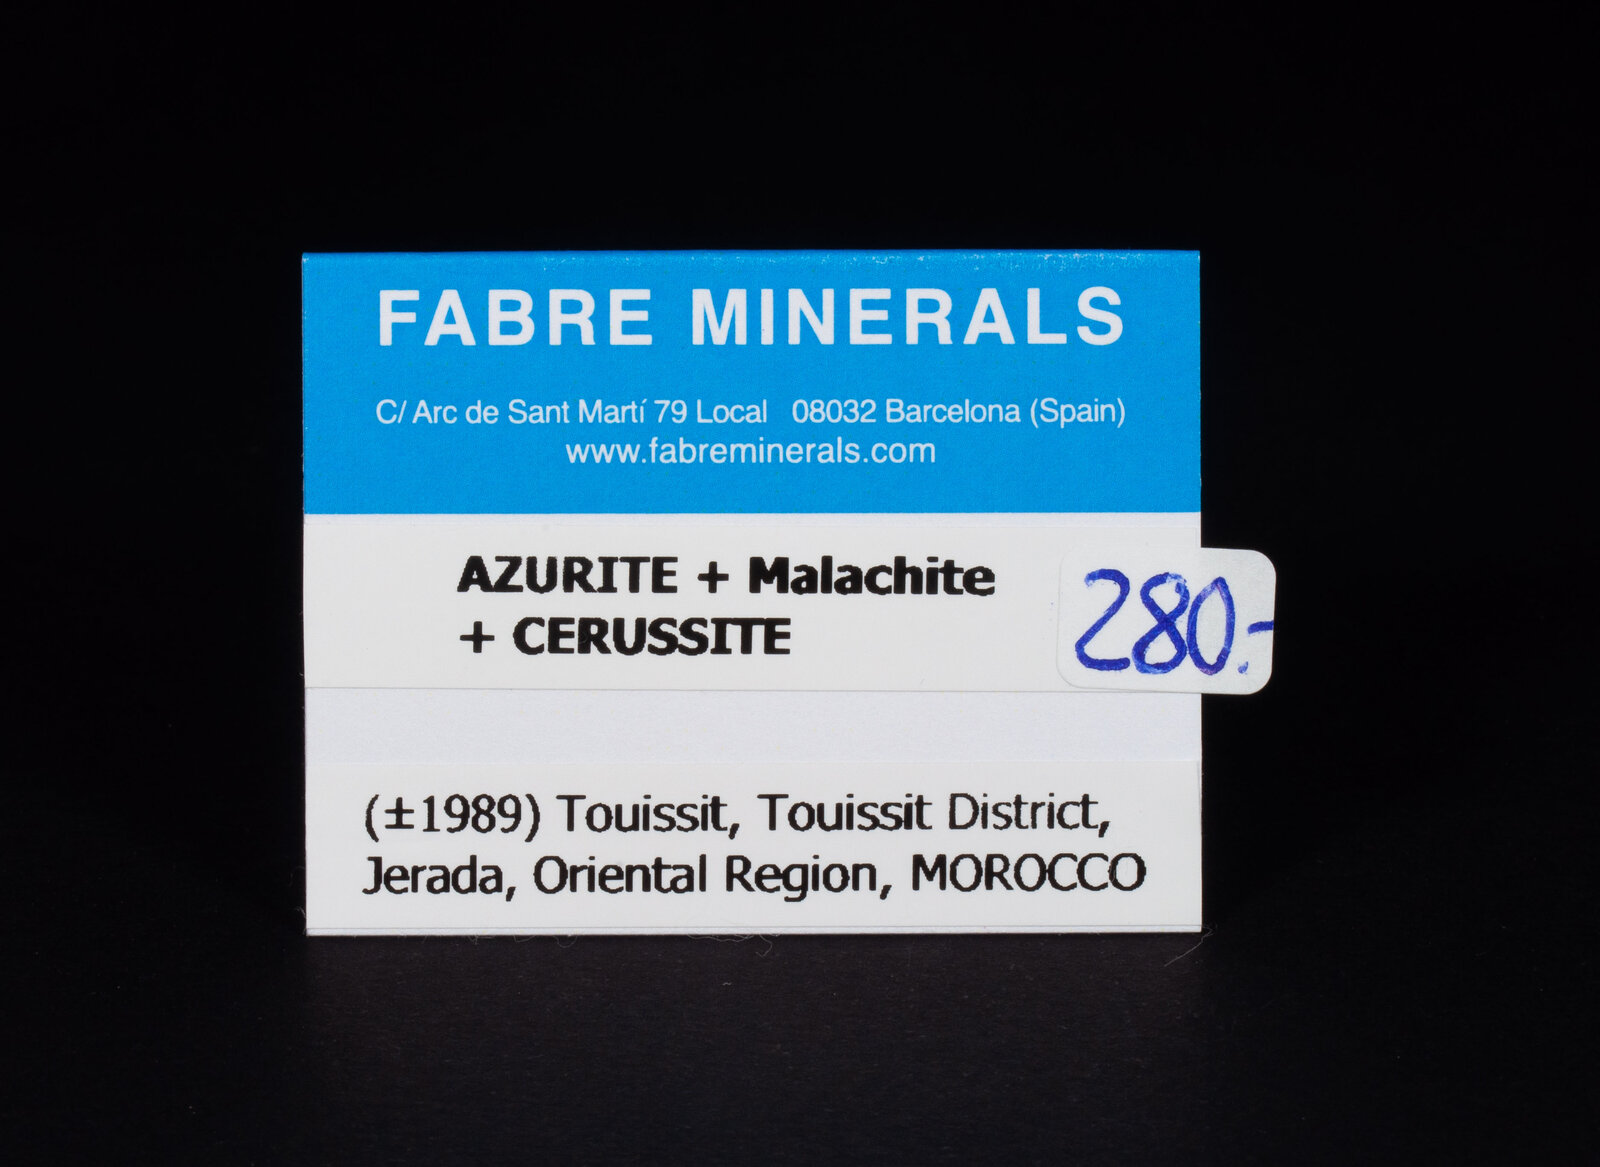 FABRE MINERALS
C/ Arc de Sant Martí 79 Local 08032 Barcelona (Spain)
www.fabreminerals.com
AZURITE + Malachite
+ CERUSSITE
280.-
(±1989) Touissit, Touissit District,
Jerada, Oriental Region, MOROCCO